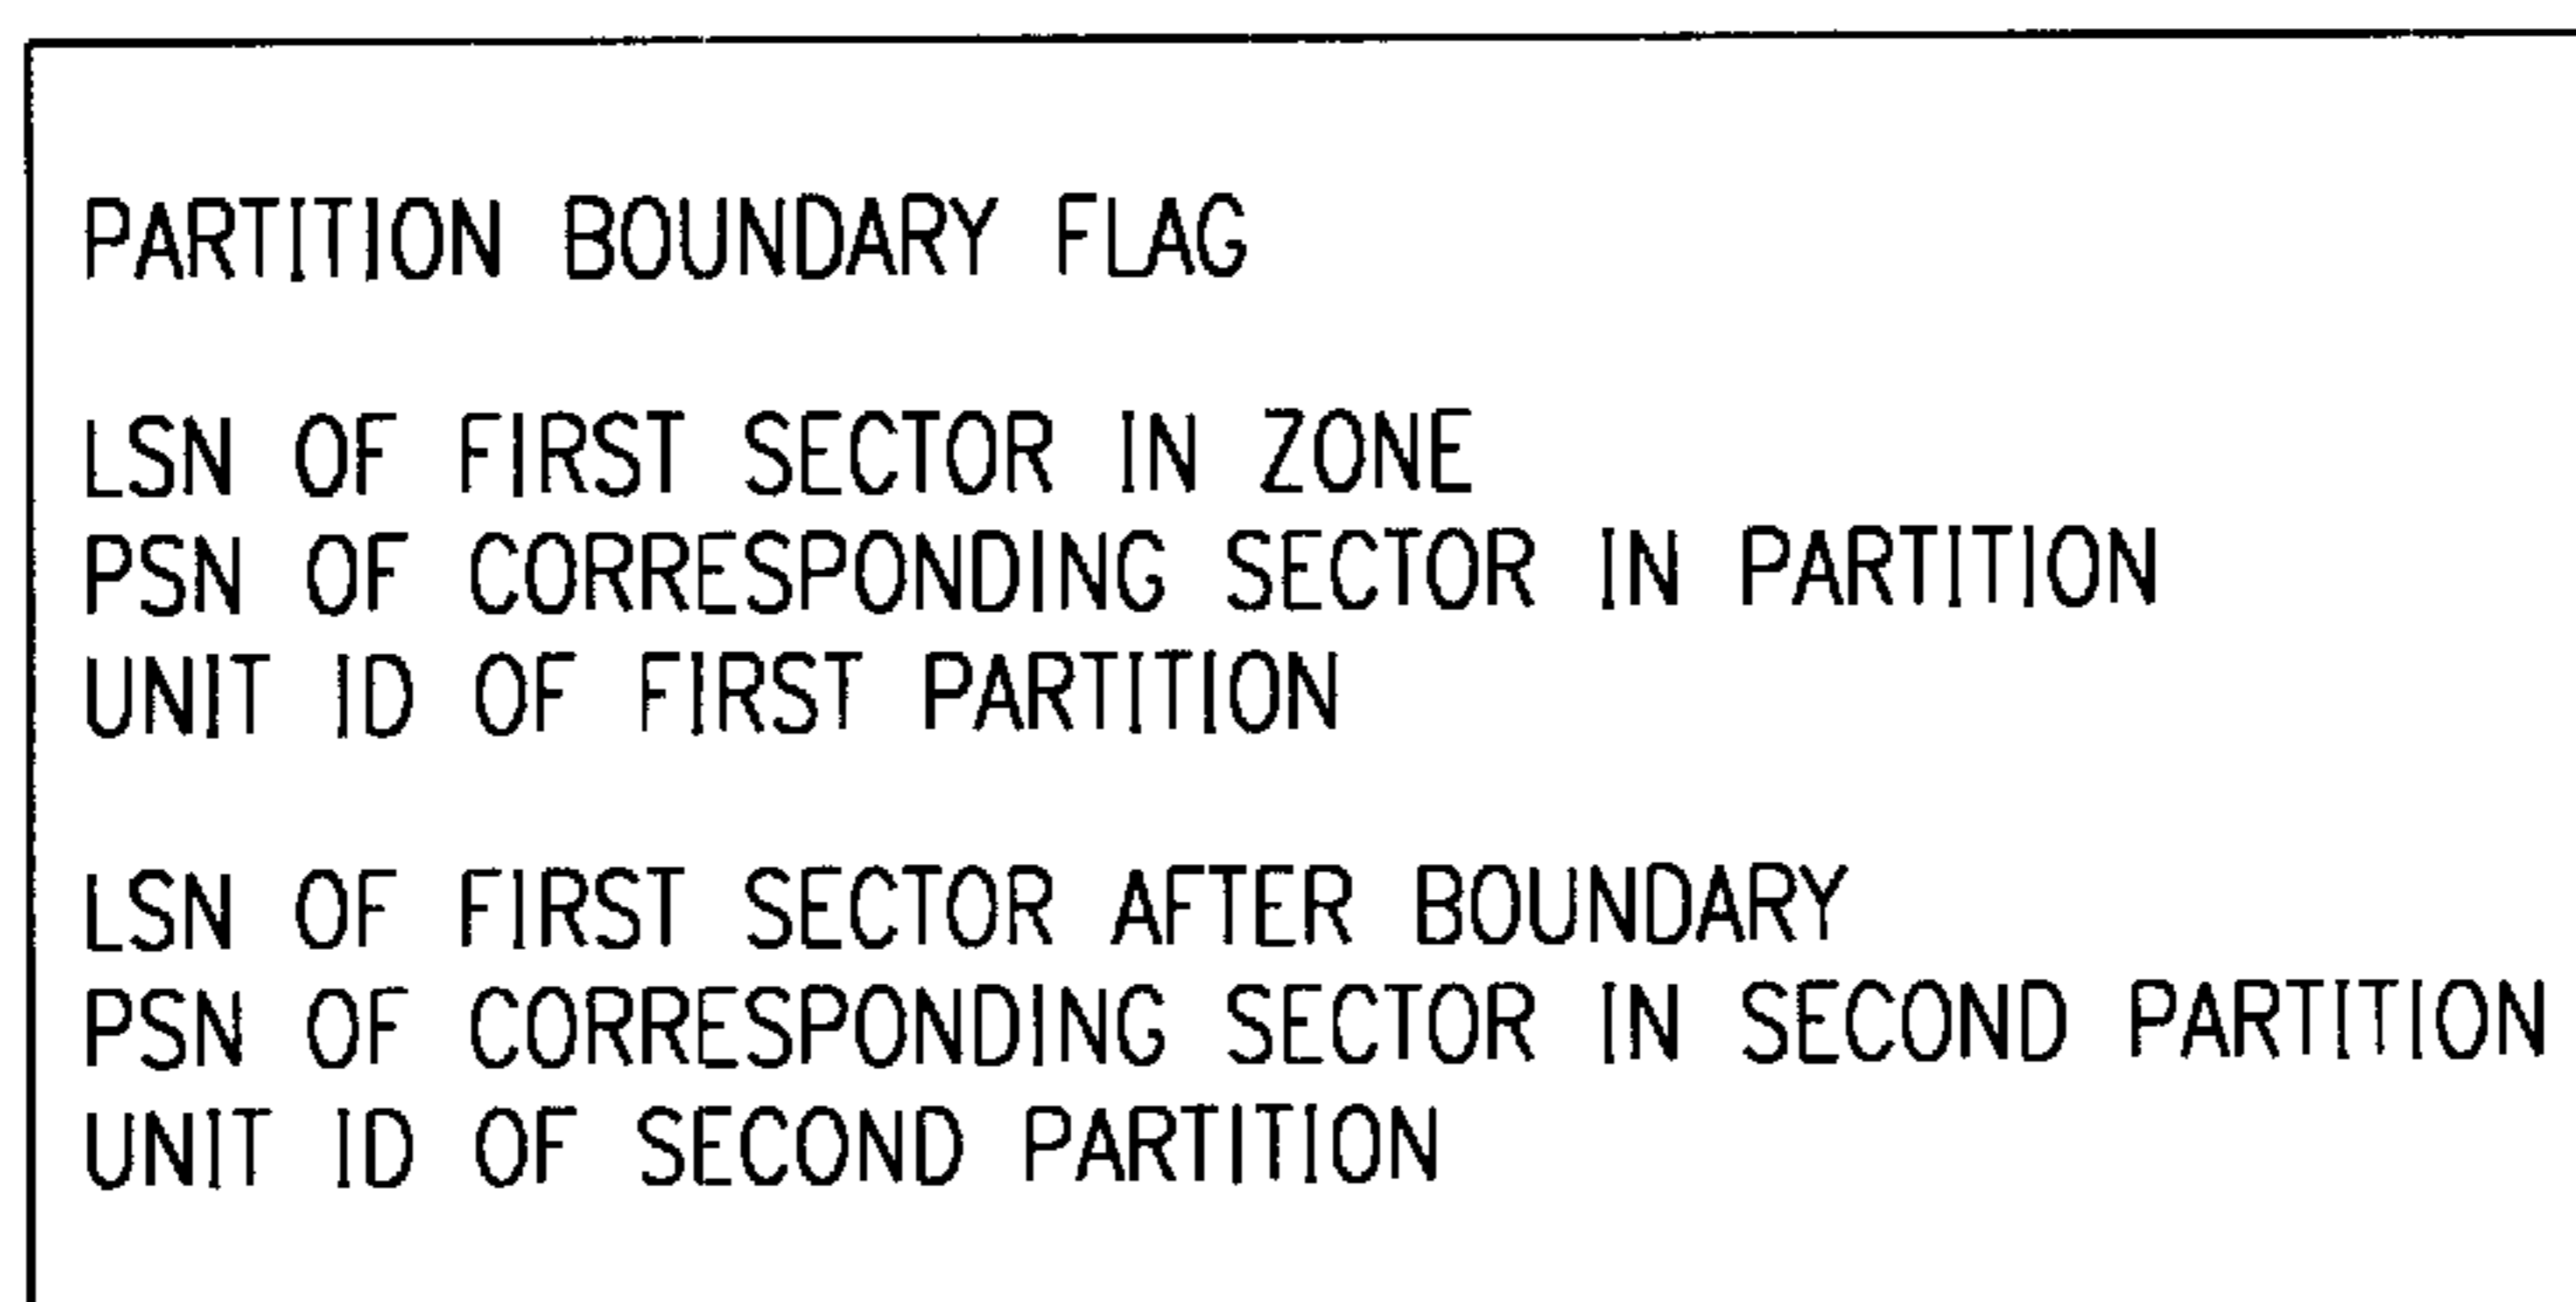 PARTITION BOUNDARY FLAG
LSN OF FIRST SECTOR IN ZONE
PSN OF CORRESPONDING SECTOR IN PARTITION
UNIT ID OF FIRST PARTITION
LSN OF FIRST SECTOR AFTER BOUNDARY
PSN OF CORRESPONDING SECTOR IN SECOND PARTITION
UNIT ID OF SECOND PARTITION